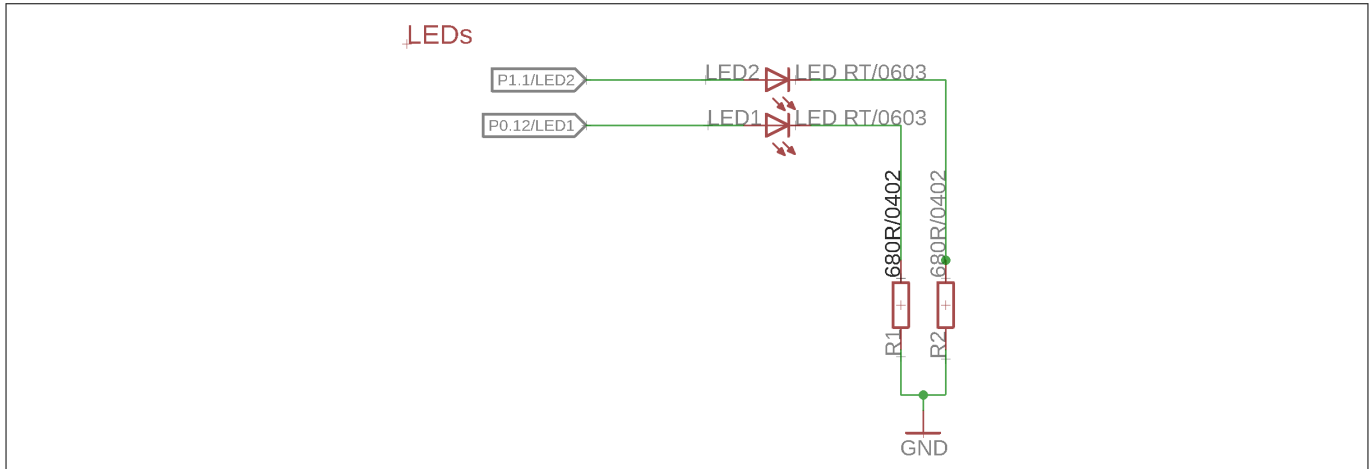 LEDs
P1.1/LED2
LED2
LED RT/0603
P0.12/LED1
LED1
LED RT/0603
680R/0402
680R/0402
R1
R2
GND